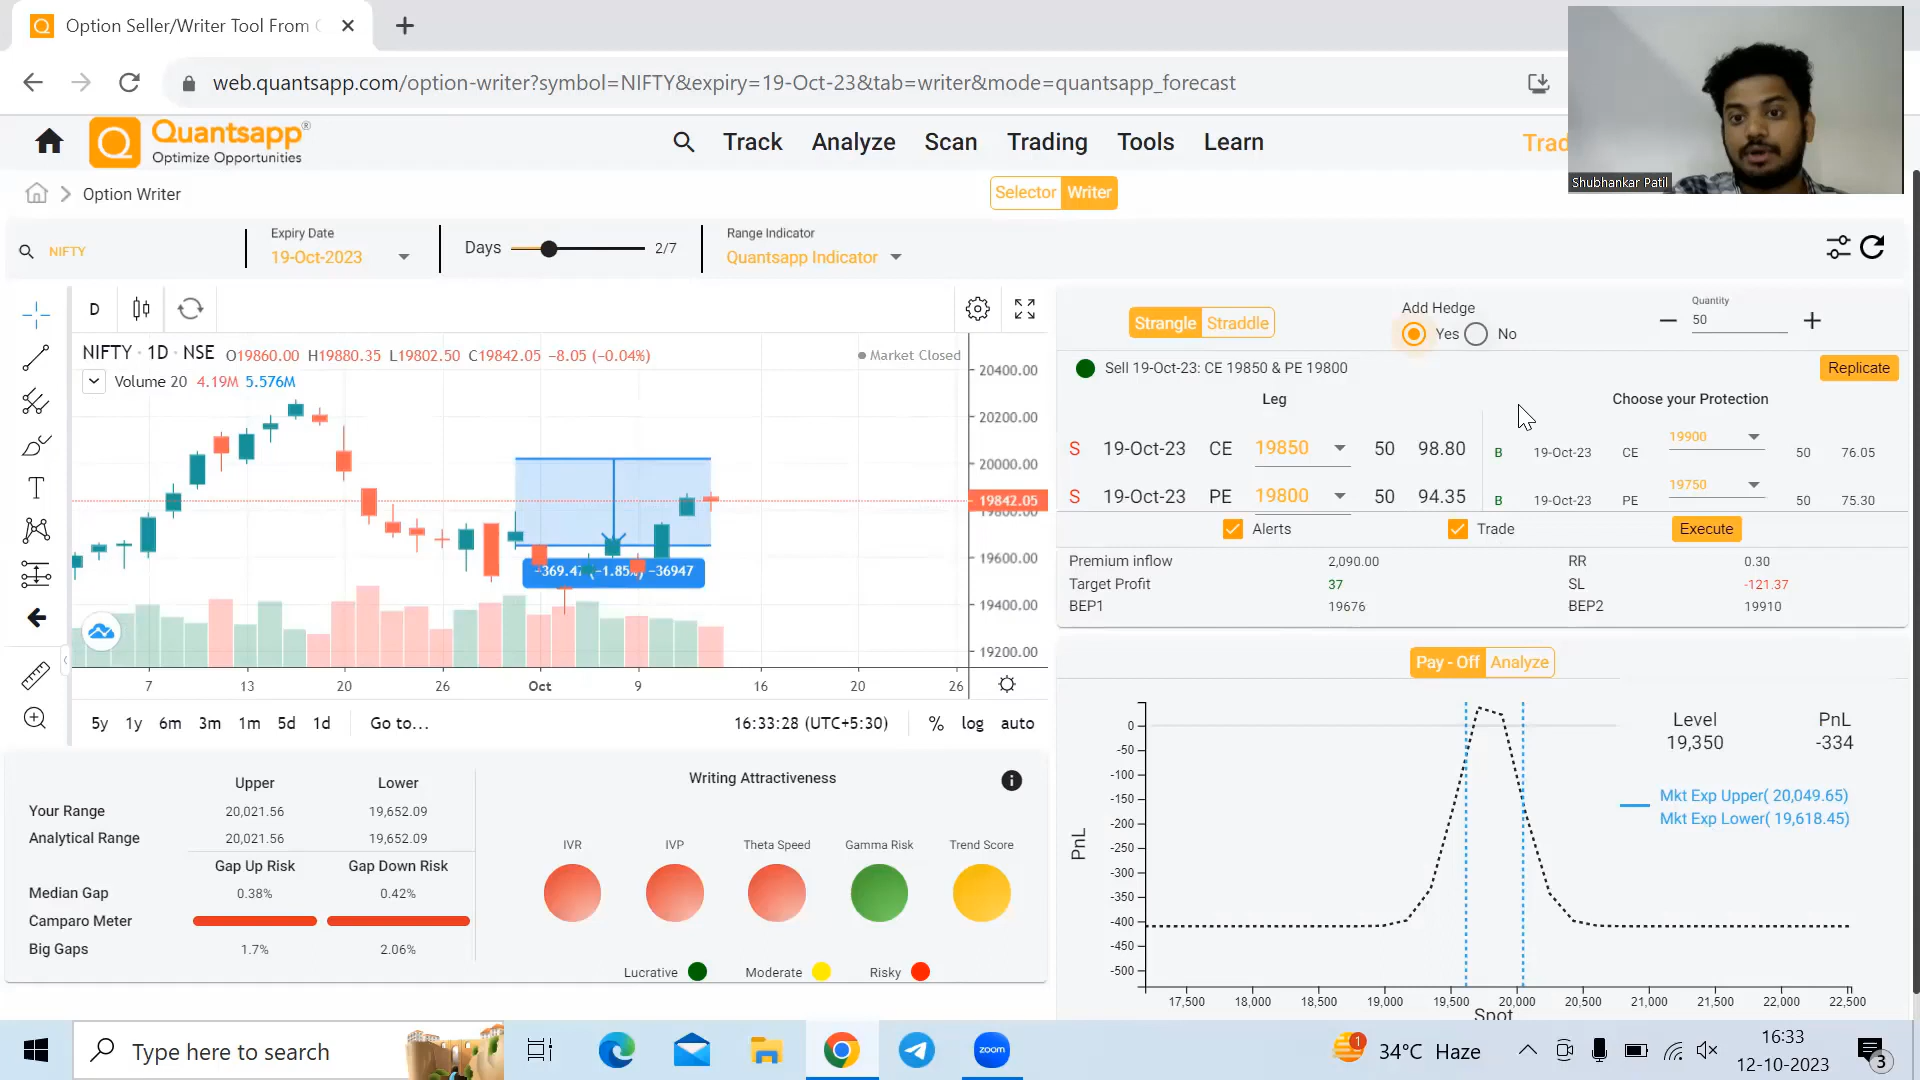 Option Seller/Writer Tool From
web.quantsapp.com/option-writer?symbol=NIFTY&expiry=19-Oct-23&tab=writer&mode=quantsapp_forecast
Quantsapp®
Optimize Opportunities
Track Analyze Scan Trading Tools Learn
Trad
Shubhankar Patil
Option Writer
Selector Writer
NIFTY
Expiry Date
19-Oct-2023
Days 2/7
Range Indicator
Quantsapp Indicator
D
NIFTY · 1D · NSE O19860.00 H19880.35 L19802.50 C19842.05 −8.05 (−0.04%)
Market Closed
Volume 20 4.19M 5.576M
20400.00
20200.00
20000.00
19842.05
19800.00
19600.00
19400.00
19200.00
−369.47 (−1.85%) −36947
7 13 20 26 Oct 9 16 20 26
5y 1y 6m 3m 1m 5d 1d Go to...
16:33:28 (UTC+5:30) % log auto
Upper Lower
Your Range 20,021.56 19,652.09
Analytical Range 20,021.56 19,652.09
Gap Up Risk Gap Down Risk
Median Gap 0.38% 0.42%
Camparo Meter
Big Gaps 1.7% 2.06%
Writing Attractiveness
IVR IVP Theta Speed Gamma Risk Trend Score
Lucrative Moderate Risky
Strangle Straddle
Add Hedge
Yes No
Quantity
50
Sell 19-Oct-23: CE 19850 & PE 19800
Replicate
Leg
Choose your Protection
S 19-Oct-23 CE 19850 50 98.80
B 19-Oct-23 CE 19900 50 76.05
S 19-Oct-23 PE 19800 50 94.35
B 19-Oct-23 PE 19750 50 75.30
Alerts Trade Execute
Premium inflow 2,090.00 RR 0.30
Target Profit 37 SL -121.37
BEP1 19676 BEP2 19910
Pay - Off Analyze
Level PnL
19,350 -334
Mkt Exp Upper( 20,049.65)
Mkt Exp Lower( 19,618.45)
PnL
0
-50
-100
-150
-200
-250
-300
-350
-400
-450
-500
17,500 18,000 18,500 19,000 19,500 20,000 20,500 21,000 21,500 22,000 22,500
Spot
Type here to search
zoom
1
34°C Haze
16:33
12-10-2023
3